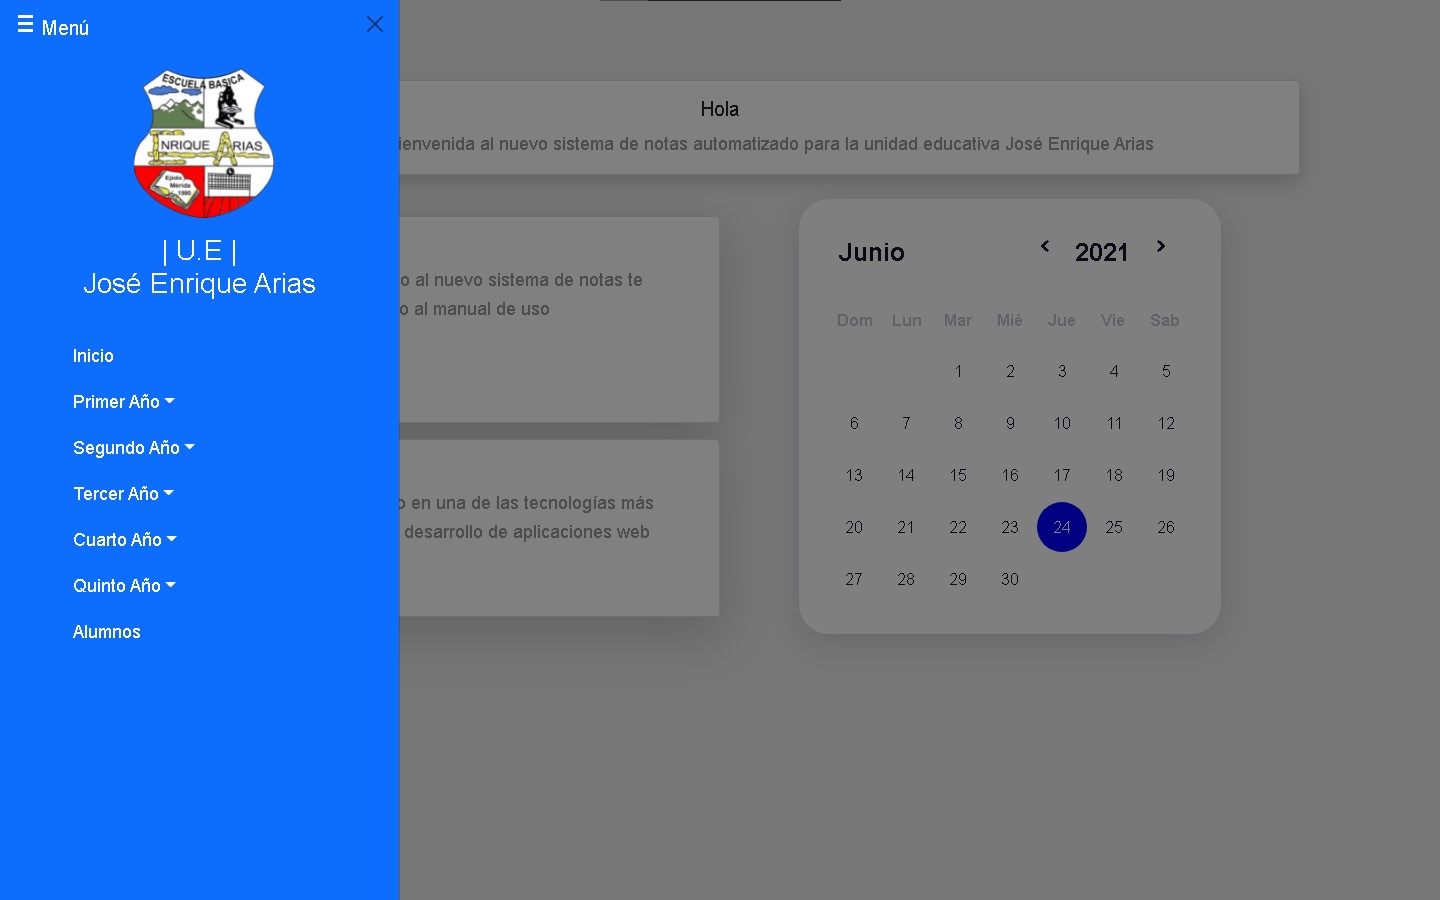 ☰ Menú
ESCUELA BASICA
ENRIQUE ARIAS
Ejido
Mérida
1980
| U.E |
José Enrique Arias
Inicio
Primer Año
Segundo Año
Tercer Año
Cuarto Año
Quinto Año
Alumnos
Hola
ienvenida al nuevo sistema de notas automatizado para la unidad educativa José Enrique Arias
o al nuevo sistema de notas te
o al manual de uso
o en una de las tecnologías más
desarrollo de aplicaciones web
Junio 2021
Dom Lun Mar Mié Jue Vie Sab
1 2 3 4 5
6 7 8 9 10 11 12
13 14 15 16 17 18 19
20 21 22 23 24 25 26
27 28 29 30